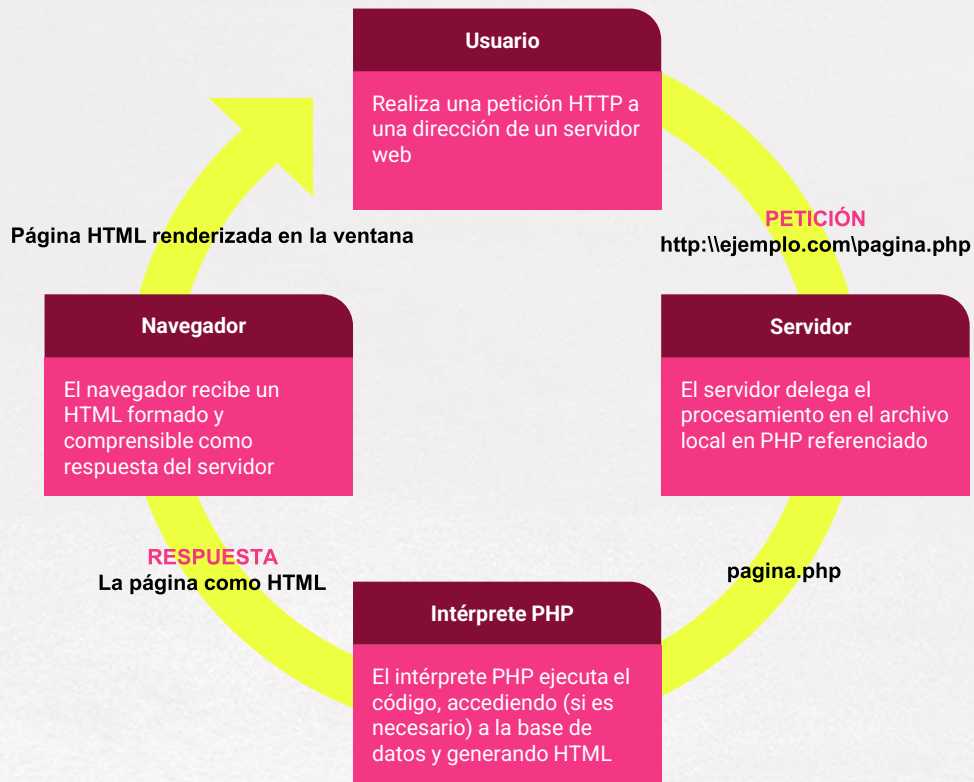 Usuario
Realiza una petición HTTP a
una dirección de un servidor
web
PETICIÓN
http:\\ejemplo.com\pagina.php
Servidor
El servidor delega el
procesamiento en el archivo
local en PHP referenciado
pagina.php
Intérprete PHP
El intérprete PHP ejecuta el
código, accediendo (si es
necesario) a la base de
datos y generando HTML
RESPUESTA
La página como HTML
Navegador
El navegador recibe un
HTML formado y
comprensible como
respuesta del servidor
Página HTML renderizada en la ventana